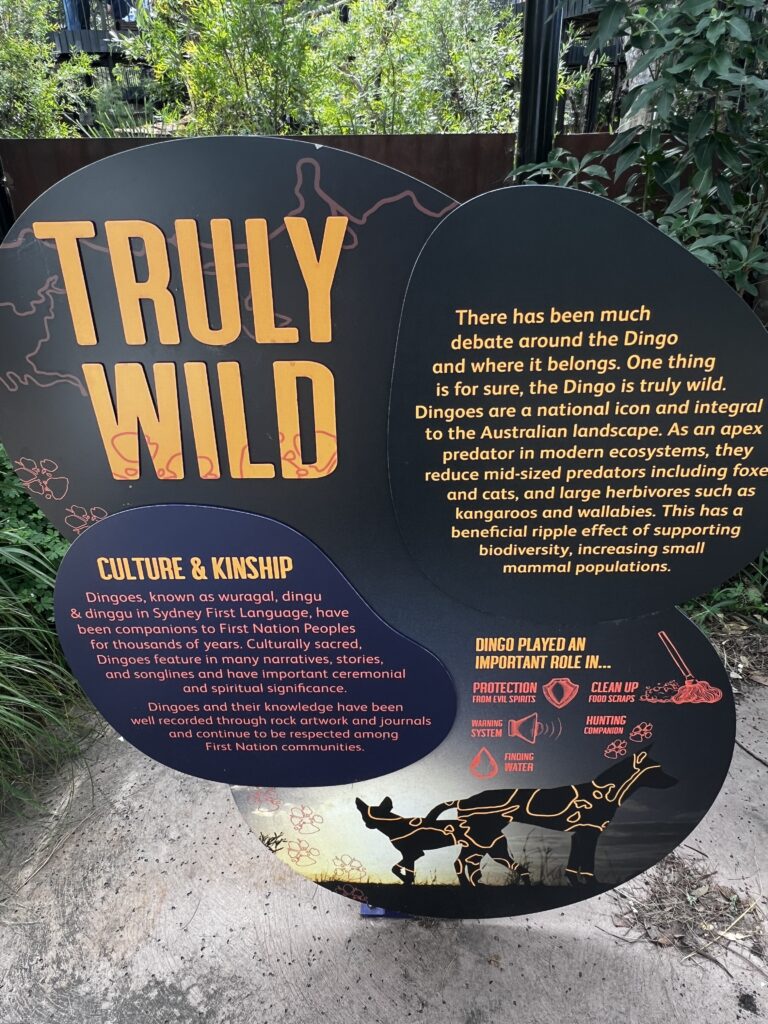 TRULY
WILD
There has been much
debate around the Dingo
and where it belongs. One thing
is for sure, the Dingo is truly wild.
Dingoes are a national icon and integral
to the Australian landscape. As an apex
predator in modern ecosystems, they
reduce mid-sized predators including foxe
and cats, and large herbivores such as
kangaroos and wallabies. This has a
beneficial ripple effect of supporting
biodiversity, increasing small
mammal populations.
CULTURE & KINSHIP
Dingoes, known as wuragal, dingu
& dinggu in Sydney First Language, have
been companions to First Nation Peoples
for thousands of years. Culturally sacred,
Dingoes feature in many narratives, stories,
and songlines and have important ceremonial
and spiritual significance.
Dingoes and their knowledge have been
well recorded through rock artwork and journals
and continue to be respected among
First Nation communities.
DINGO PLAYED AN
IMPORTANT ROLE IN...
PROTECTION
FROM EVIL SPIRITS
CLEAN UP
FOOD SCRAPS
WARNING
SYSTEM
HUNTING
COMPANION
FINDING
WATER